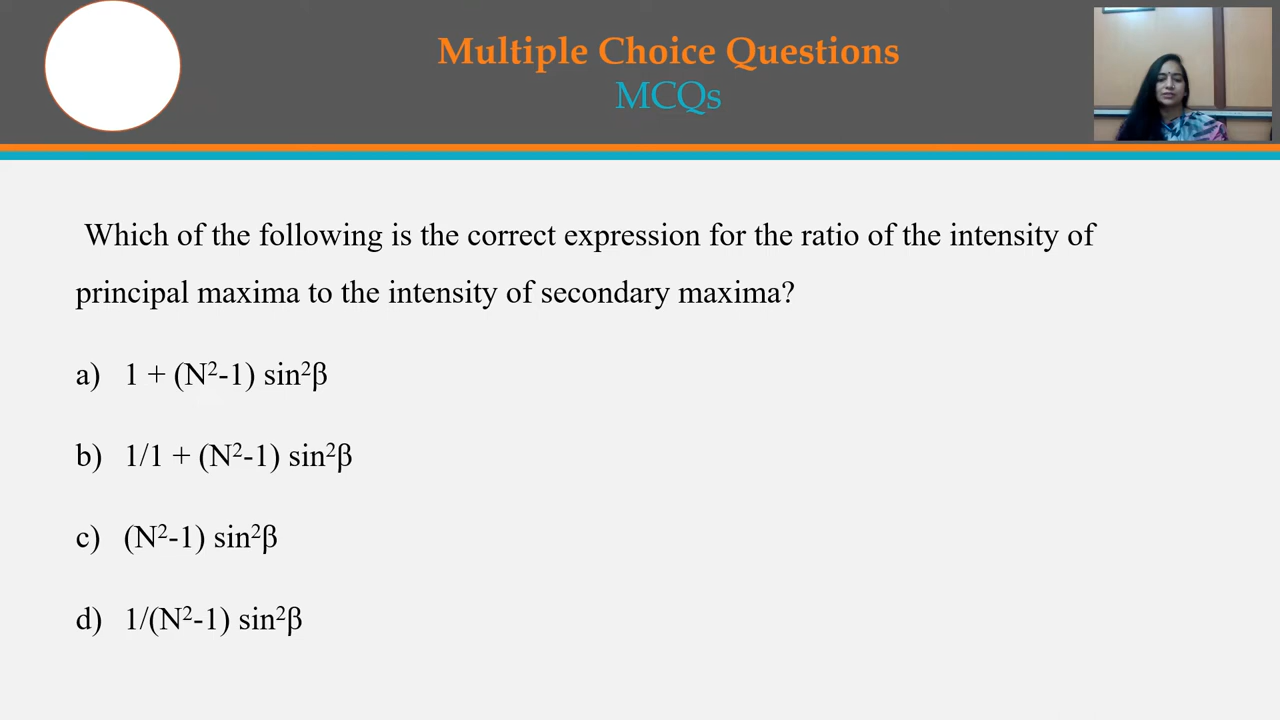 Multiple Choice Questions
MCQs
Which of the following is the correct expression for the ratio of the intensity of
principal maxima to the intensity of secondary maxima?
a) 1 + (N²-1) sin²β
b) 1/1 + (N²-1) sin²β
c) (N²-1) sin²β
d) 1/(N²-1) sin²β